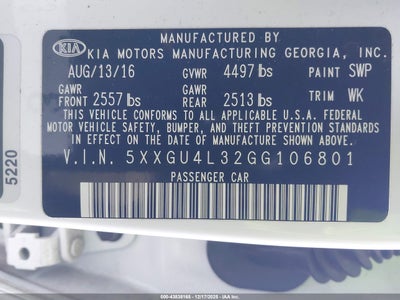 MANUFACTURED BY
KIA KIA MOTORS MANUFACTURING GEORGIA, INC.
AUG/13/16 GVWR 4497 lbs PAINT SWP
GAWR FRONT 2557 lbs GAWR REAR 2513 lbs TRIM WK
THIS VEHICLE CONFORMS TO ALL APPLICABLE U.S.A. FEDERAL
MOTOR VEHICLE SAFETY, BUMPER, AND THEFT PREVENTION
STANDARDS IN EFFECT ON THE DATE OF MANUFACTURE SHOWN ABOVE.
V.I.N. 5XXGU4L32GG106801
PASSENGER CAR
5220
500-43838165 - 12/17/2025 - IAA Inc.